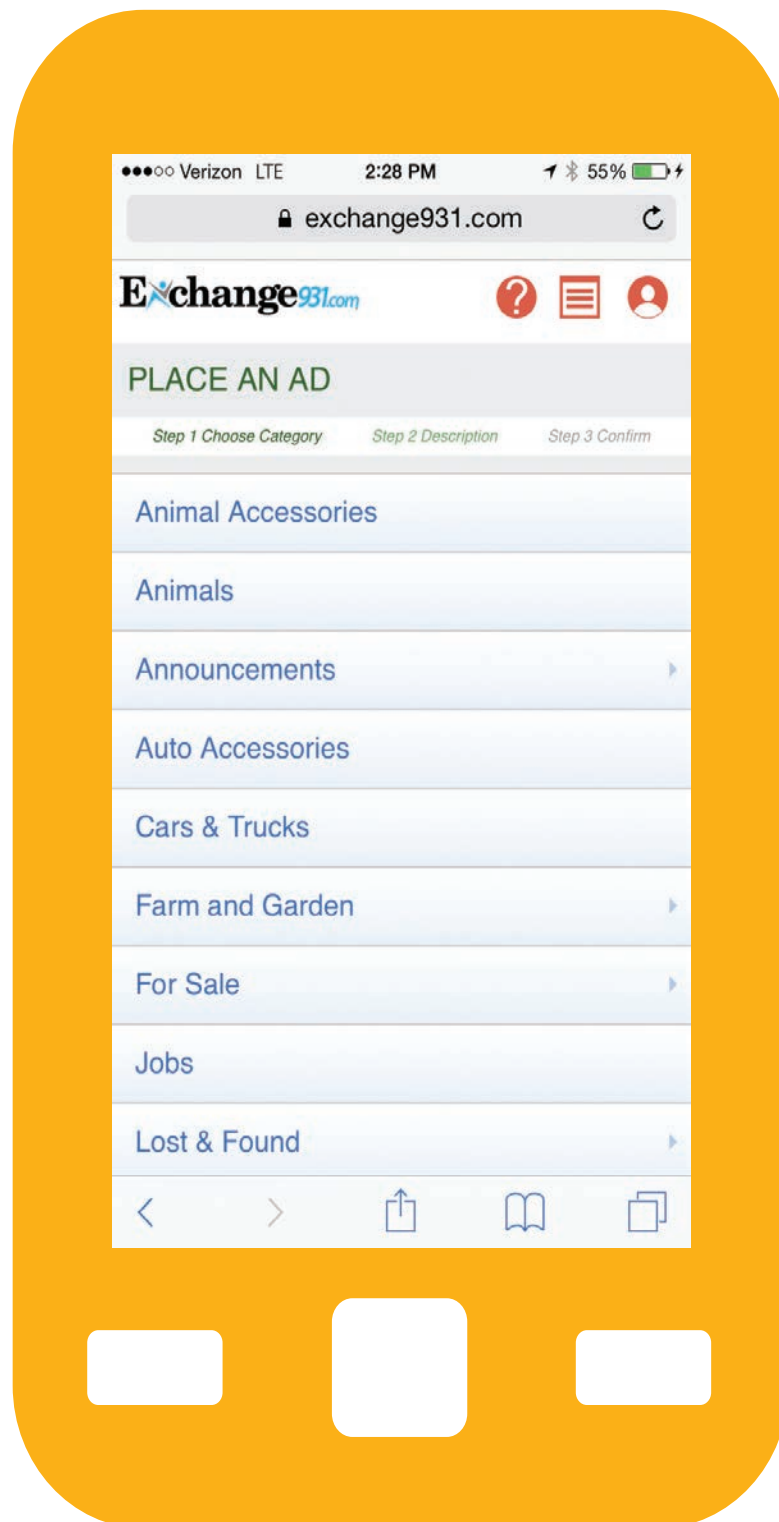 Verizon LTE 2:28 PM 55%
exchange931.com
Exchange931.com
?
PLACE AN AD
Step 1 Choose Category Step 2 Description Step 3 Confirm
Animal Accessories
Animals
Announcements
Auto Accessories
Cars & Trucks
Farm and Garden
For Sale
Jobs
Lost & Found